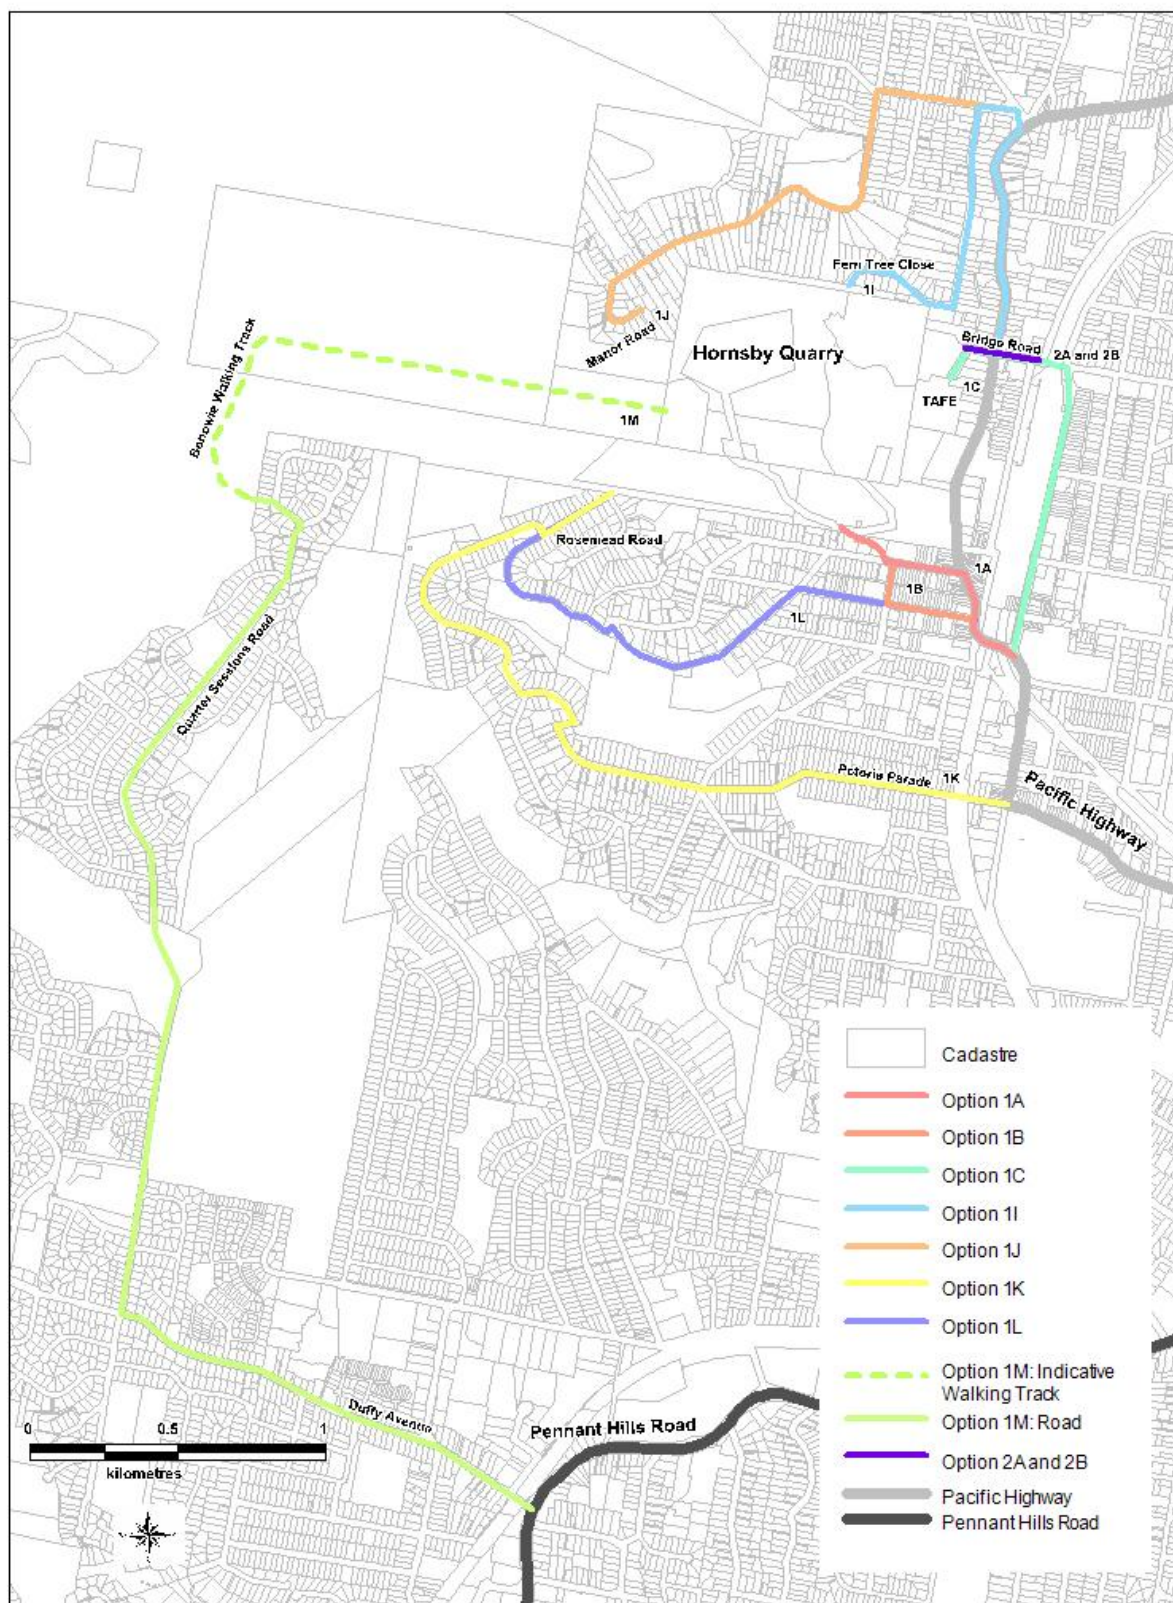 Fern Tree Close
1I
1J
Manor Road
Hornsby Quarry
Bridge Road
2A and 2B
1C
TAFE
Benowie Walking Track
1M
Rosemead Road
1A
1B
1L
Quarter Sessions Road
Pretoria Parade
1K
Pacific Highway
Cadastre
Option 1A
Option 1B
Option 1C
Option 1I
Option 1J
Option 1K
Option 1L
Option 1M: Indicative
Walking Track
Option 1M: Road
Option 2A and 2B
Pacific Highway
Pennant Hills Road
Duffy Avenue
Pennant Hills Road
0 0.5 1
kilometres